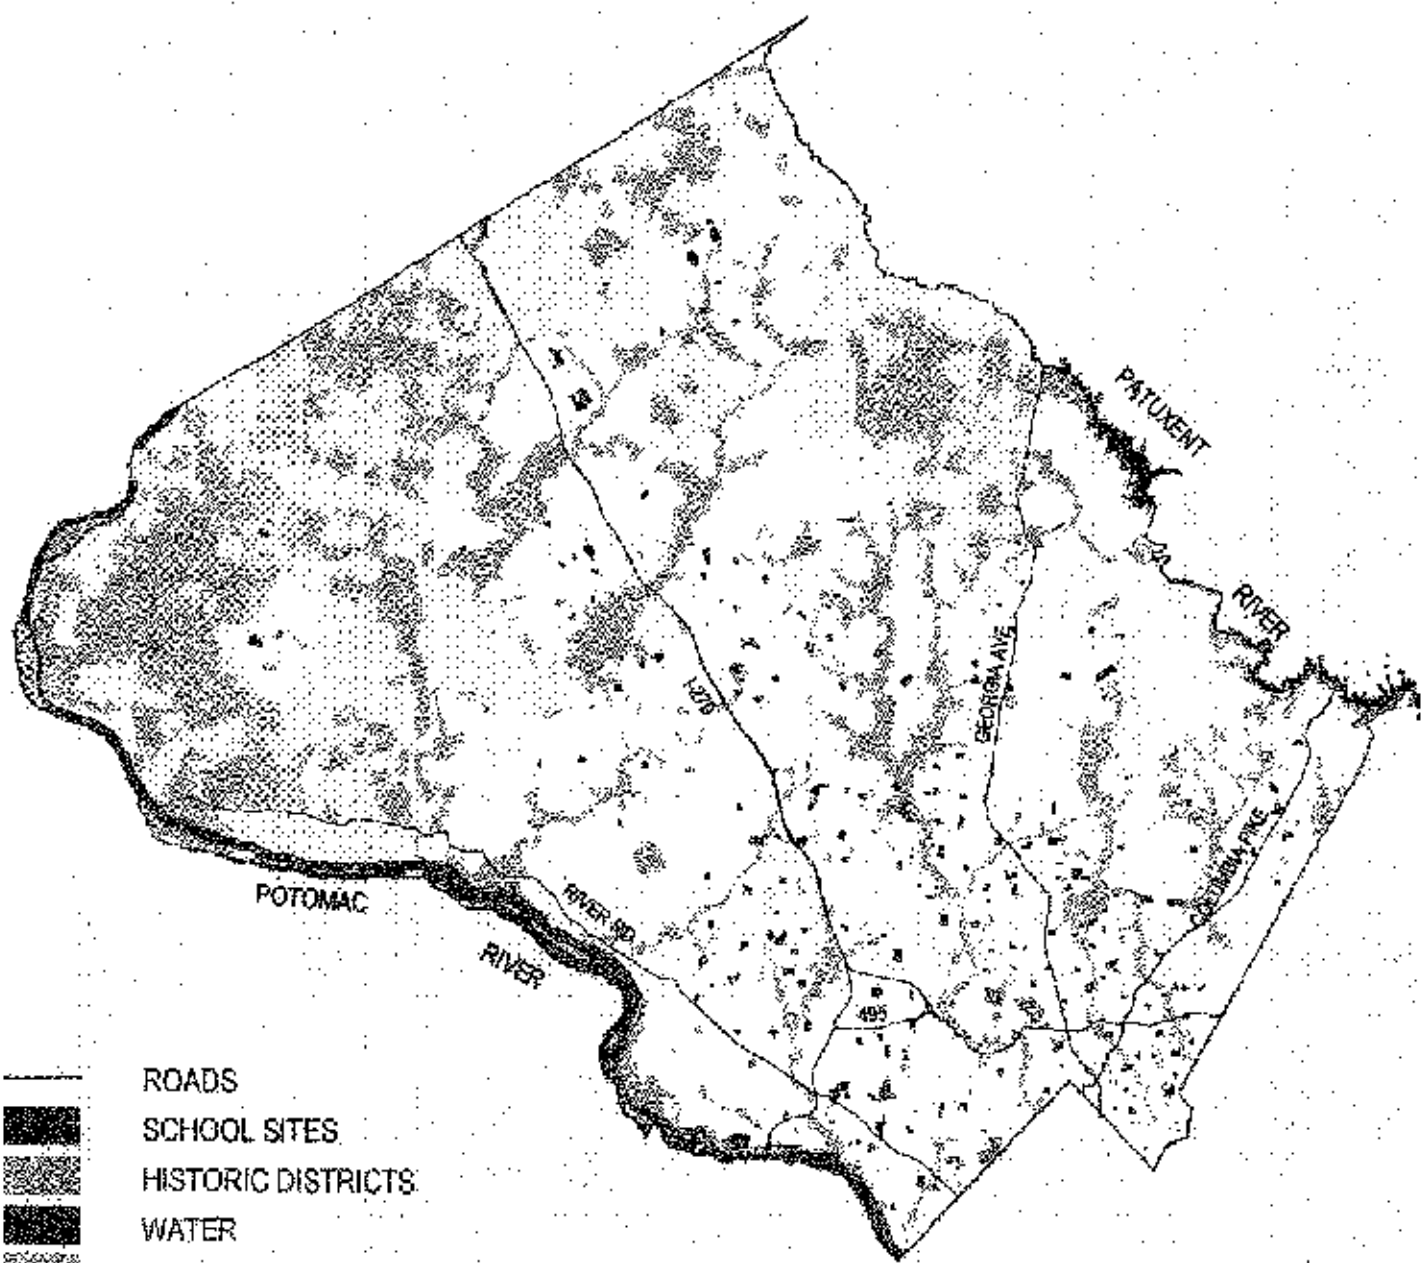 PATUXENT
RIVER
GEORGIA AVE
I-270
COLUMBIA PIKE
POTOMAC
RIVER
RIVER RD.
495
ROADS
SCHOOL SITES
HISTORIC DISTRICTS
WATER